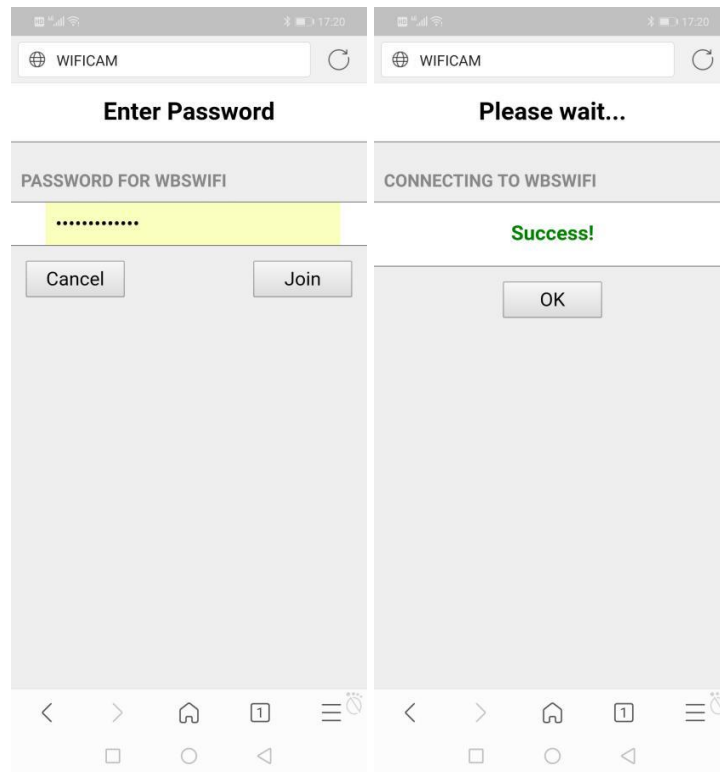 17:20
WIFICAM
Enter Password
PASSWORD FOR WBSWIFI
•••••••••••••
Cancel
Join
1
17:20
WIFICAM
Please wait...
CONNECTING TO WBSWIFI
Success!
OK
1